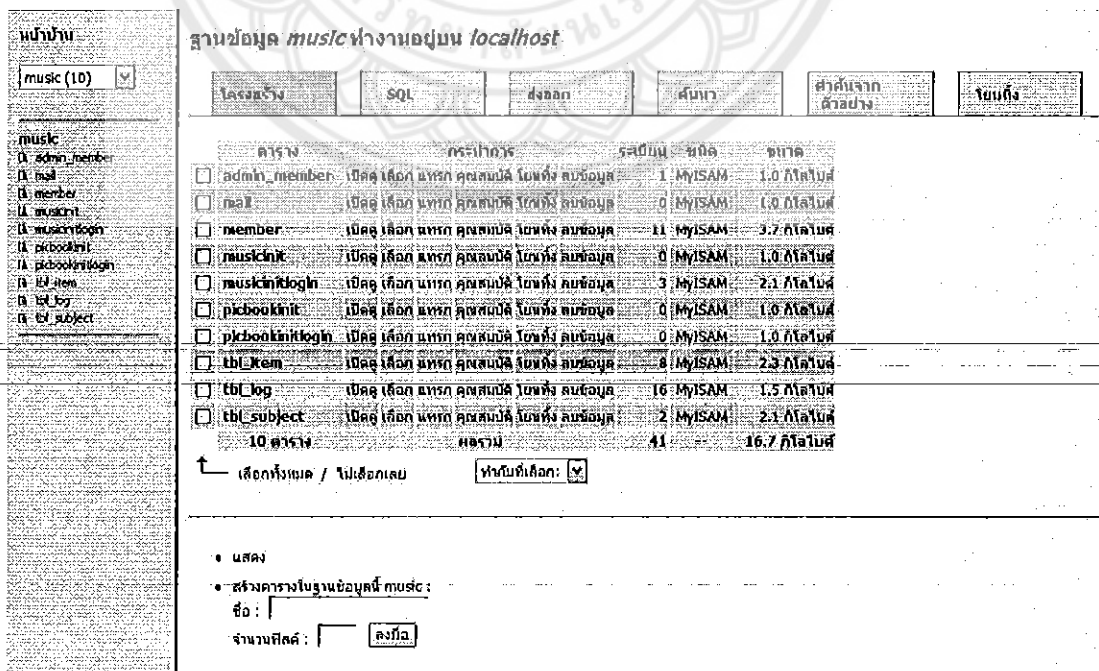 หน้าบ้าน
music (10)
music
admin_member
mail
member
musicinit
musicinitlogin
picbookinit
picbookinitlogin
tbl_item
tbl_log
tbl_subject
ฐานข้อมูล music ทำงานอยู่บน localhost
โครงสร้าง SQL ส่งออก ค้นหา คำค้นจากตัวอย่าง โยนทิ้ง
ตาราง กระทำการ ระเบียน ชนิด ขนาด
admin_member เปิดดู เลือก แทรก คุณสมบัติ โยนทิ้ง ลบข้อมูล 1 MyISAM 1.0 กิโลไบต์
mail เปิดดู เลือก แทรก คุณสมบัติ โยนทิ้ง ลบข้อมูล 0 MyISAM 1.0 กิโลไบต์
member เปิดดู เลือก แทรก คุณสมบัติ โยนทิ้ง ลบข้อมูล 11 MyISAM 3.7 กิโลไบต์
musicinit เปิดดู เลือก แทรก คุณสมบัติ โยนทิ้ง ลบข้อมูล 0 MyISAM 1.0 กิโลไบต์
musicinitlogin เปิดดู เลือก แทรก คุณสมบัติ โยนทิ้ง ลบข้อมูล 3 MyISAM 2.1 กิโลไบต์
picbookinit เปิดดู เลือก แทรก คุณสมบัติ โยนทิ้ง ลบข้อมูล 0 MyISAM 1.0 กิโลไบต์
picbookinitlogin เปิดดู เลือก แทรก คุณสมบัติ โยนทิ้ง ลบข้อมูล 0 MyISAM 1.0 กิโลไบต์
tbl_item เปิดดู เลือก แทรก คุณสมบัติ โยนทิ้ง ลบข้อมูล 8 MyISAM 2.3 กิโลไบต์
tbl_log เปิดดู เลือก แทรก คุณสมบัติ โยนทิ้ง ลบข้อมูล 16 MyISAM 1.5 กิโลไบต์
tbl_subject เปิดดู เลือก แทรก คุณสมบัติ โยนทิ้ง ลบข้อมูล 2 MyISAM 2.1 กิโลไบต์
10 ตาราง ผลรวม 41 -- 16.7 กิโลไบต์
เลือกทั้งหมด / ไม่เลือกเลย ทำกับที่เลือก:
แสดง
สร้างตารางในฐานข้อมูลนี้ music :
ชื่อ :
จำนวนฟิลด์ : ลงมือ